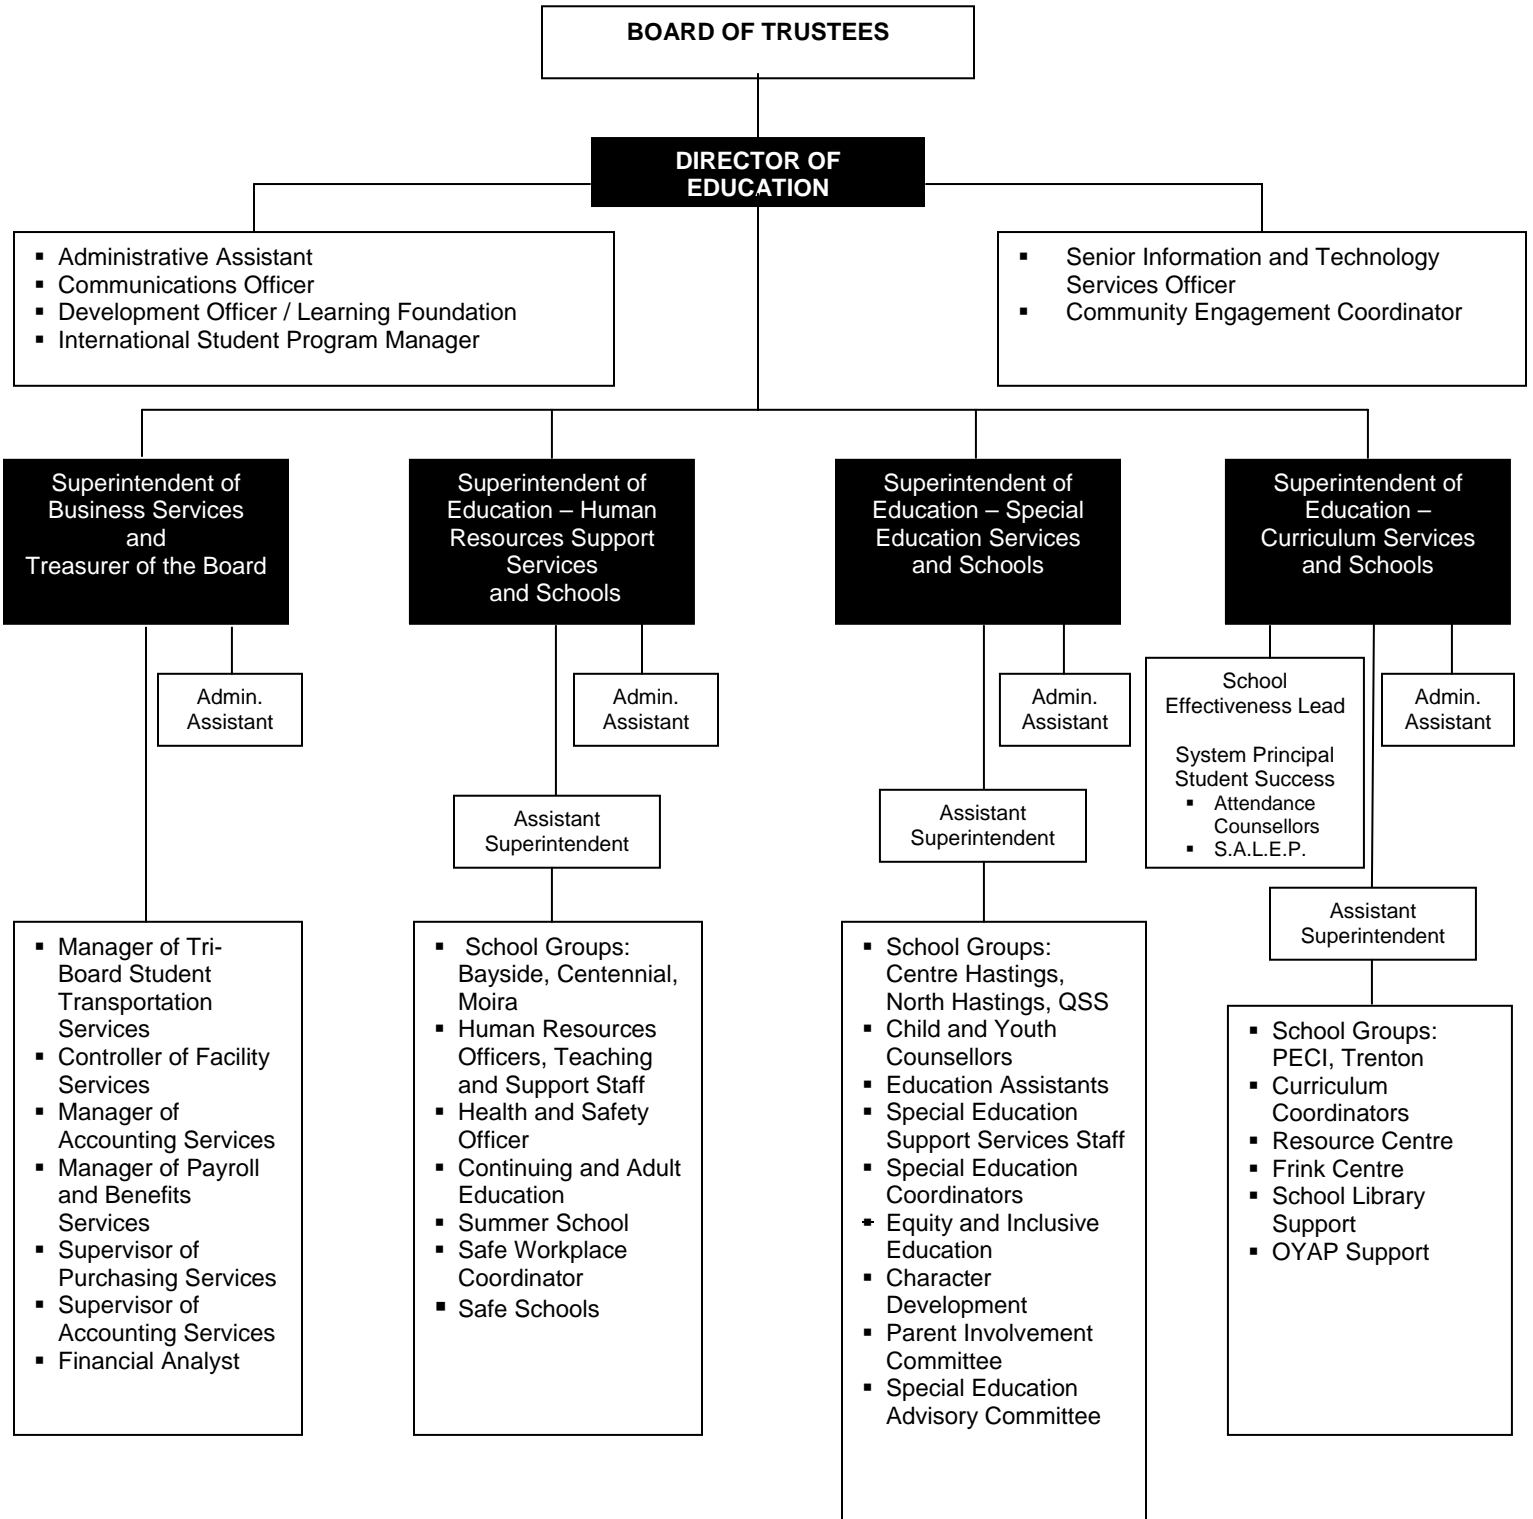 BOARD OF TRUSTEES
DIRECTOR OF
EDUCATION
▪ Administrative Assistant
▪ Communications Officer
▪ Development Officer / Learning Foundation
▪ International Student Program Manager
▪ Senior Information and Technology
Services Officer
▪ Community Engagement Coordinator
Superintendent of
Business Services
and
Treasurer of the Board
Superintendent of
Education – Human
Resources Support
Services
and Schools
Superintendent of
Education – Special
Education Services
and Schools
Superintendent of
Education –
Curriculum Services
and Schools
Admin.
Assistant
Admin.
Assistant
Admin.
Assistant
School
Effectiveness Lead
System Principal
Student Success
▪ Attendance
Counsellors
▪ S.A.L.E.P.
Admin.
Assistant
Assistant
Superintendent
Assistant
Superintendent
Assistant
Superintendent
▪ Manager of Tri-
Board Student
Transportation
Services
▪ Controller of Facility
Services
▪ Manager of
Accounting Services
▪ Manager of Payroll
and Benefits
Services
▪ Supervisor of
Purchasing Services
▪ Supervisor of
Accounting Services
▪ Financial Analyst
▪ School Groups:
Bayside, Centennial,
Moira
▪ Human Resources
Officers, Teaching
and Support Staff
▪ Health and Safety
Officer
▪ Continuing and Adult
Education
▪ Summer School
▪ Safe Workplace
Coordinator
▪ Safe Schools
▪ School Groups:
Centre Hastings,
North Hastings, QSS
▪ Child and Youth
Counsellors
▪ Education Assistants
▪ Special Education
Support Services Staff
▪ Special Education
Coordinators
▪ Equity and Inclusive
Education
▪ Character
Development
▪ Parent Involvement
Committee
▪ Special Education
Advisory Committee
▪ School Groups:
PECI, Trenton
▪ Curriculum
Coordinators
▪ Resource Centre
▪ Frink Centre
▪ School Library
Support
▪ OYAP Support